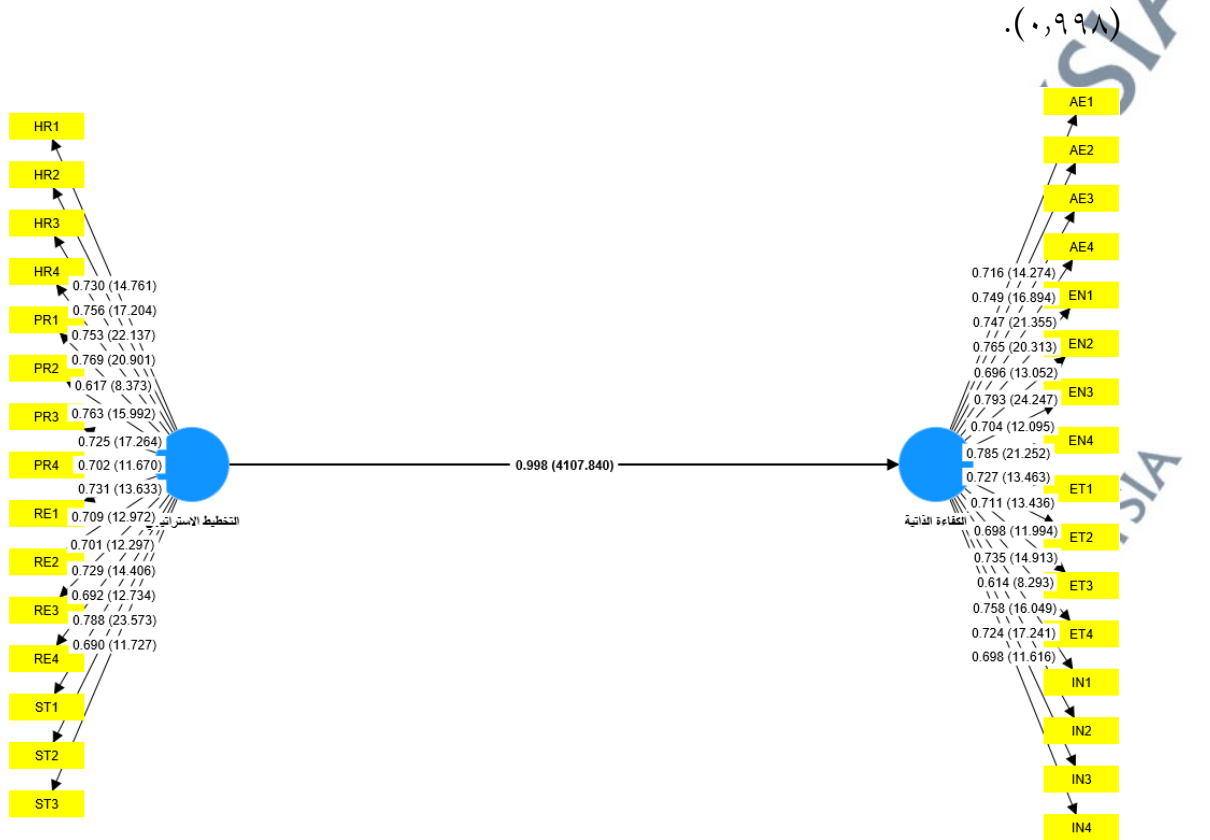 (٠,٩٩٨).
HR1
HR2
HR3
HR4
PR1
PR2
PR3
PR4
RE1
RE2
RE3
RE4
ST1
ST2
ST3
0.730 (14.761)
0.756 (17.204)
0.753 (22.137)
0.769 (20.901)
0.617 (8.373)
0.763 (15.992)
0.725 (17.264)
0.702 (11.670)
0.731 (13.633)
0.709 (12.972)
0.701 (12.297)
0.729 (14.406)
0.692 (12.734)
0.788 (23.573)
0.690 (11.727)
التخطيط
0.998 (4107.840)
الكفاءة الذاتية
0.716 (14.274)
0.749 (16.894)
0.747 (21.355)
0.765 (20.313)
0.696 (13.052)
0.793 (24.247)
0.704 (12.095)
0.785 (21.252)
0.727 (13.463)
0.711 (13.436)
0.698 (11.994)
0.735 (14.913)
0.614 (8.293)
0.758 (16.049)
0.724 (17.241)
0.698 (11.616)
AE1
AE2
AE3
AE4
EN1
EN2
EN3
EN4
ET1
ET2
ET3
ET4
IN1
IN2
IN3
IN4